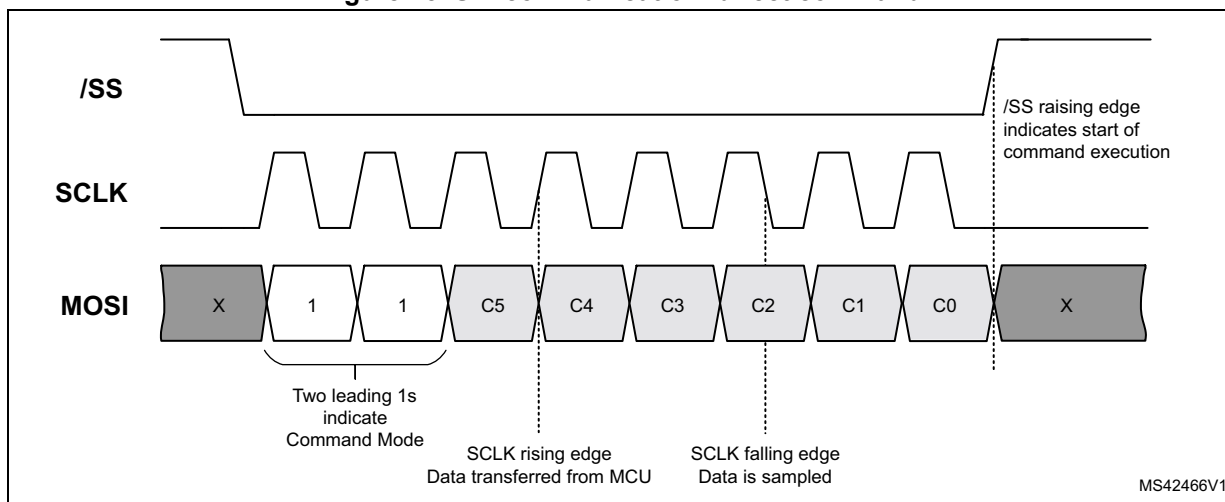 /SS
/SS raising edge
indicates start of
command execution
SCLK
MOSI
X 1 1 C5 C4 C3 C2 C1 C0 X
Two leading 1s
indicate
Command Mode
SCLK rising edge
Data transferred from MCU
SCLK falling edge
Data is sampled
MS42466V1